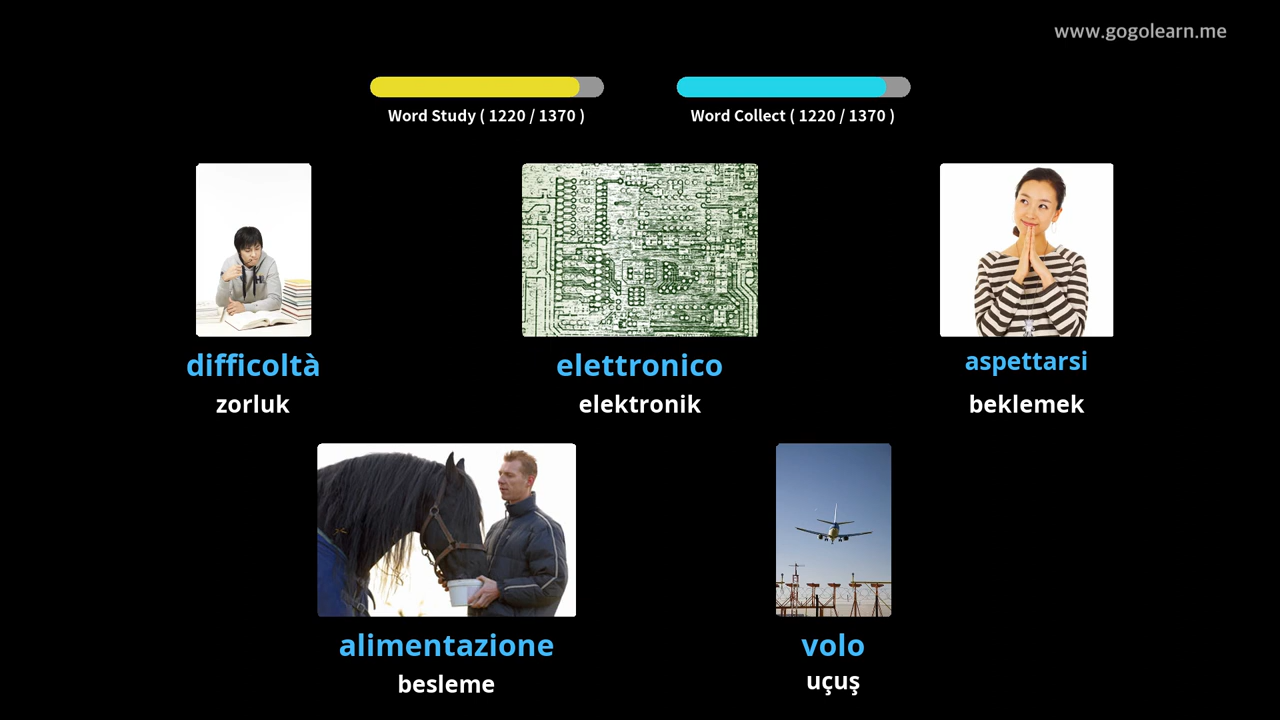 www.gogolearn.me
Word Study ( 1220 / 1370 )
Word Collect ( 1220 / 1370 )
difficoltà
zorluk
elettronico
elektronik
aspettarsi
beklemek
alimentazione
besleme
volo
uçuş